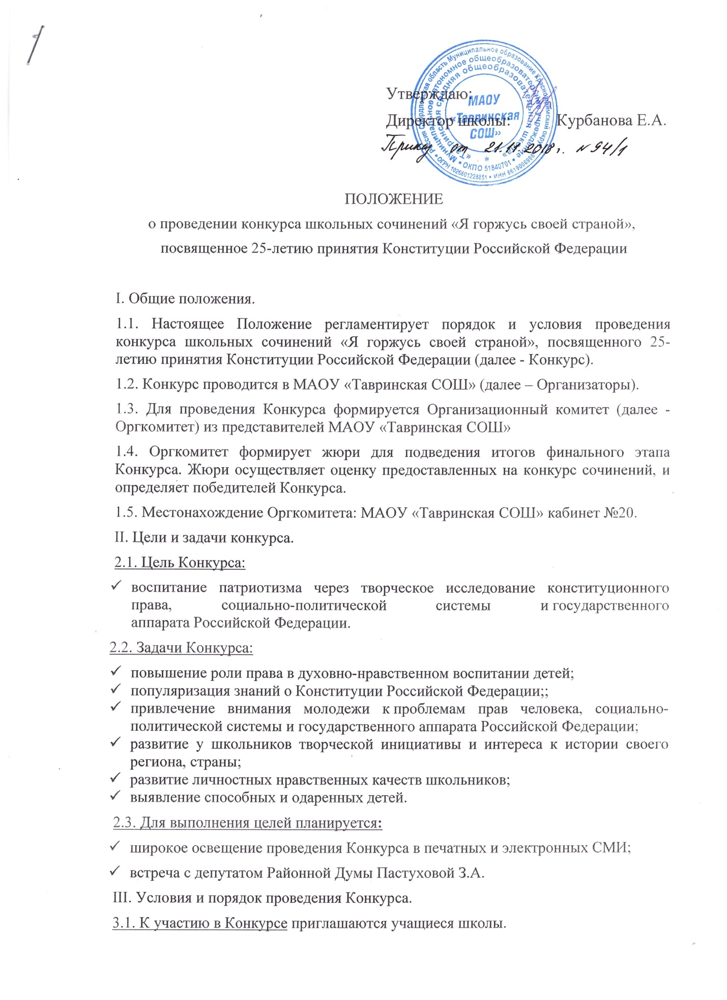 Утверждаю:
Директор школы: Курбанова Е.А.
Приказ от 21.11.2018 г. № 94/1
Россия Свердловская область Муниципальное образование Красноуфимский округ
• ОГРН 1026601228851 • ИНН 6619006986 •
Муниципальное автономное общеобразовательное учреждение
• ОКПО 51840701 •
«Тавринская средняя общеобразовательная школа»
*
МАОУ
«Тавринская
СОШ»
ПОЛОЖЕНИЕ
о проведении конкурса школьных сочинений «Я горжусь своей страной»,
посвященное 25-летию принятия Конституции Российской Федерации
I. Общие положения.
1.1. Настоящее Положение регламентирует порядок и условия проведения
конкурса школьных сочинений «Я горжусь своей страной», посвященного 25-
летию принятия Конституции Российской Федерации (далее - Конкурс).
1.2. Конкурс проводится в МАОУ «Тавринская СОШ» (далее – Организаторы).
1.3. Для проведения Конкурса формируется Организационный комитет (далее -
Оргкомитет) из представителей МАОУ «Тавринская СОШ»
1.4. Оргкомитет формирует жюри для подведения итогов финального этапа
Конкурса. Жюри осуществляет оценку предоставленных на конкурс сочинений, и
определяет победителей Конкурса.
1.5. Местонахождение Оргкомитета: МАОУ «Тавринская СОШ» кабинет №20.
II. Цели и задачи конкурса.
2.1. Цель Конкурса:
✓ воспитание патриотизма через творческое исследование конституционного
права, социально-политической системы и государственного
аппарата Российской Федерации.
2.2. Задачи Конкурса:
✓ повышение роли права в духовно-нравственном воспитании детей;
✓ популяризация знаний о Конституции Российской Федерации;;
✓ привлечение внимания молодежи к проблемам прав человека, социально-
политической системы и государственного аппарата Российской Федерации;
✓ развитие у школьников творческой инициативы и интереса к истории своего
региона, страны;
✓ развитие личностных нравственных качеств школьников;
✓ выявление способных и одаренных детей.
2.3. Для выполнения целей планируется:
✓ широкое освещение проведения Конкурса в печатных и электронных СМИ;
✓ встреча с депутатом Районной Думы Пастуховой З.А.
III. Условия и порядок проведения Конкурса.
3.1. К участию в Конкурсе приглашаются учащиеся школы.